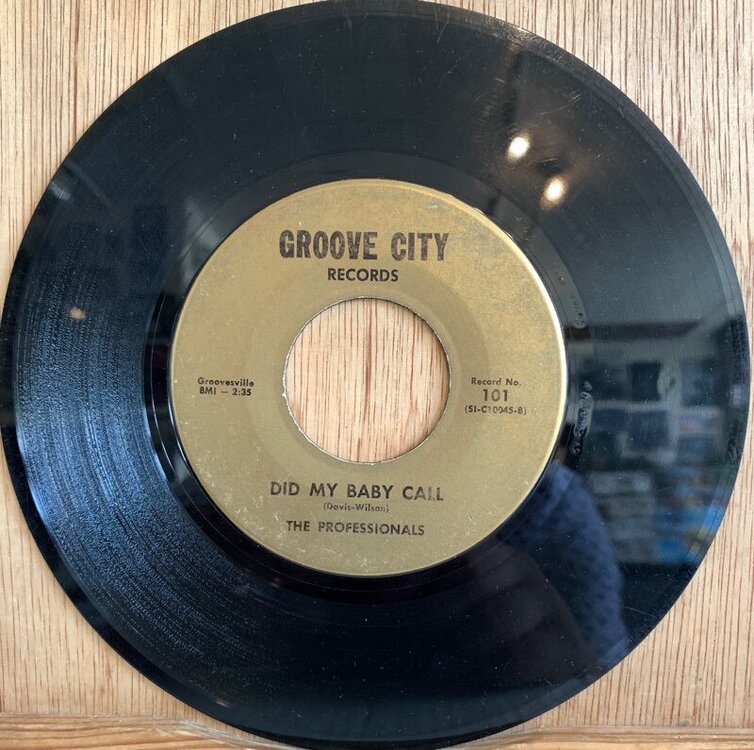 GROOVE CITY
RECORDS
Groovesville
BMI — 2:35
Record No.
101
(SI-C10045-B)
DID MY BABY CALL
(Davis-Wilson)
THE PROFESSIONALS